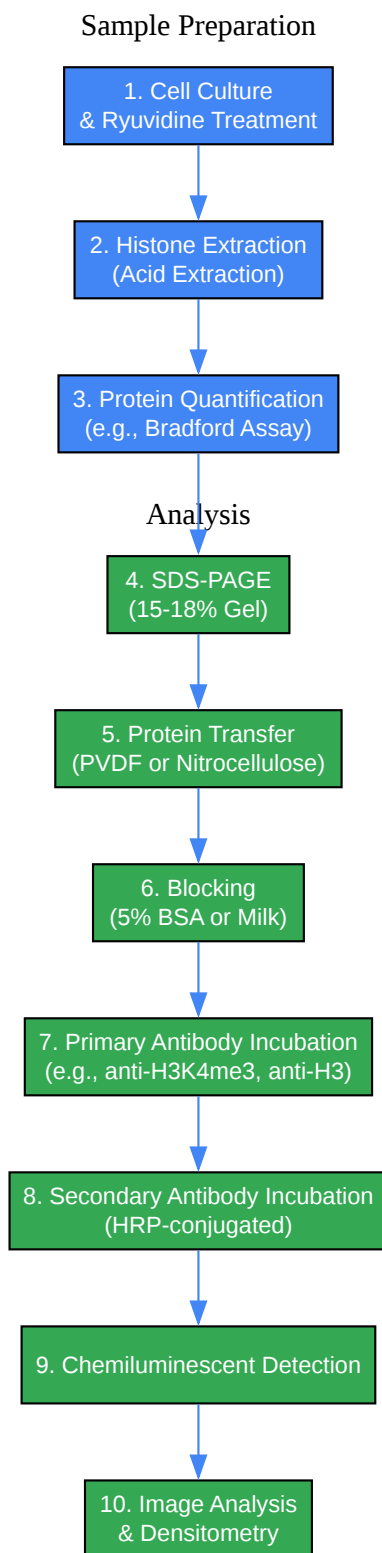 Sample Preparation
1. Cell Culture
& Ryuvidine Treatment
2. Histone Extraction
(Acid Extraction)
3. Protein Quantification
(e.g., Bradford Assay)
Analysis
4. SDS-PAGE
(15-18% Gel)
5. Protein Transfer
(PVDF or Nitrocellulose)
6. Blocking
(5% BSA or Milk)
7. Primary Antibody Incubation
(e.g., anti-H3K4me3, anti-H3)
8. Secondary Antibody Incubation
(HRP-conjugated)
9. Chemiluminescent Detection
10. Image Analysis
& Densitometry